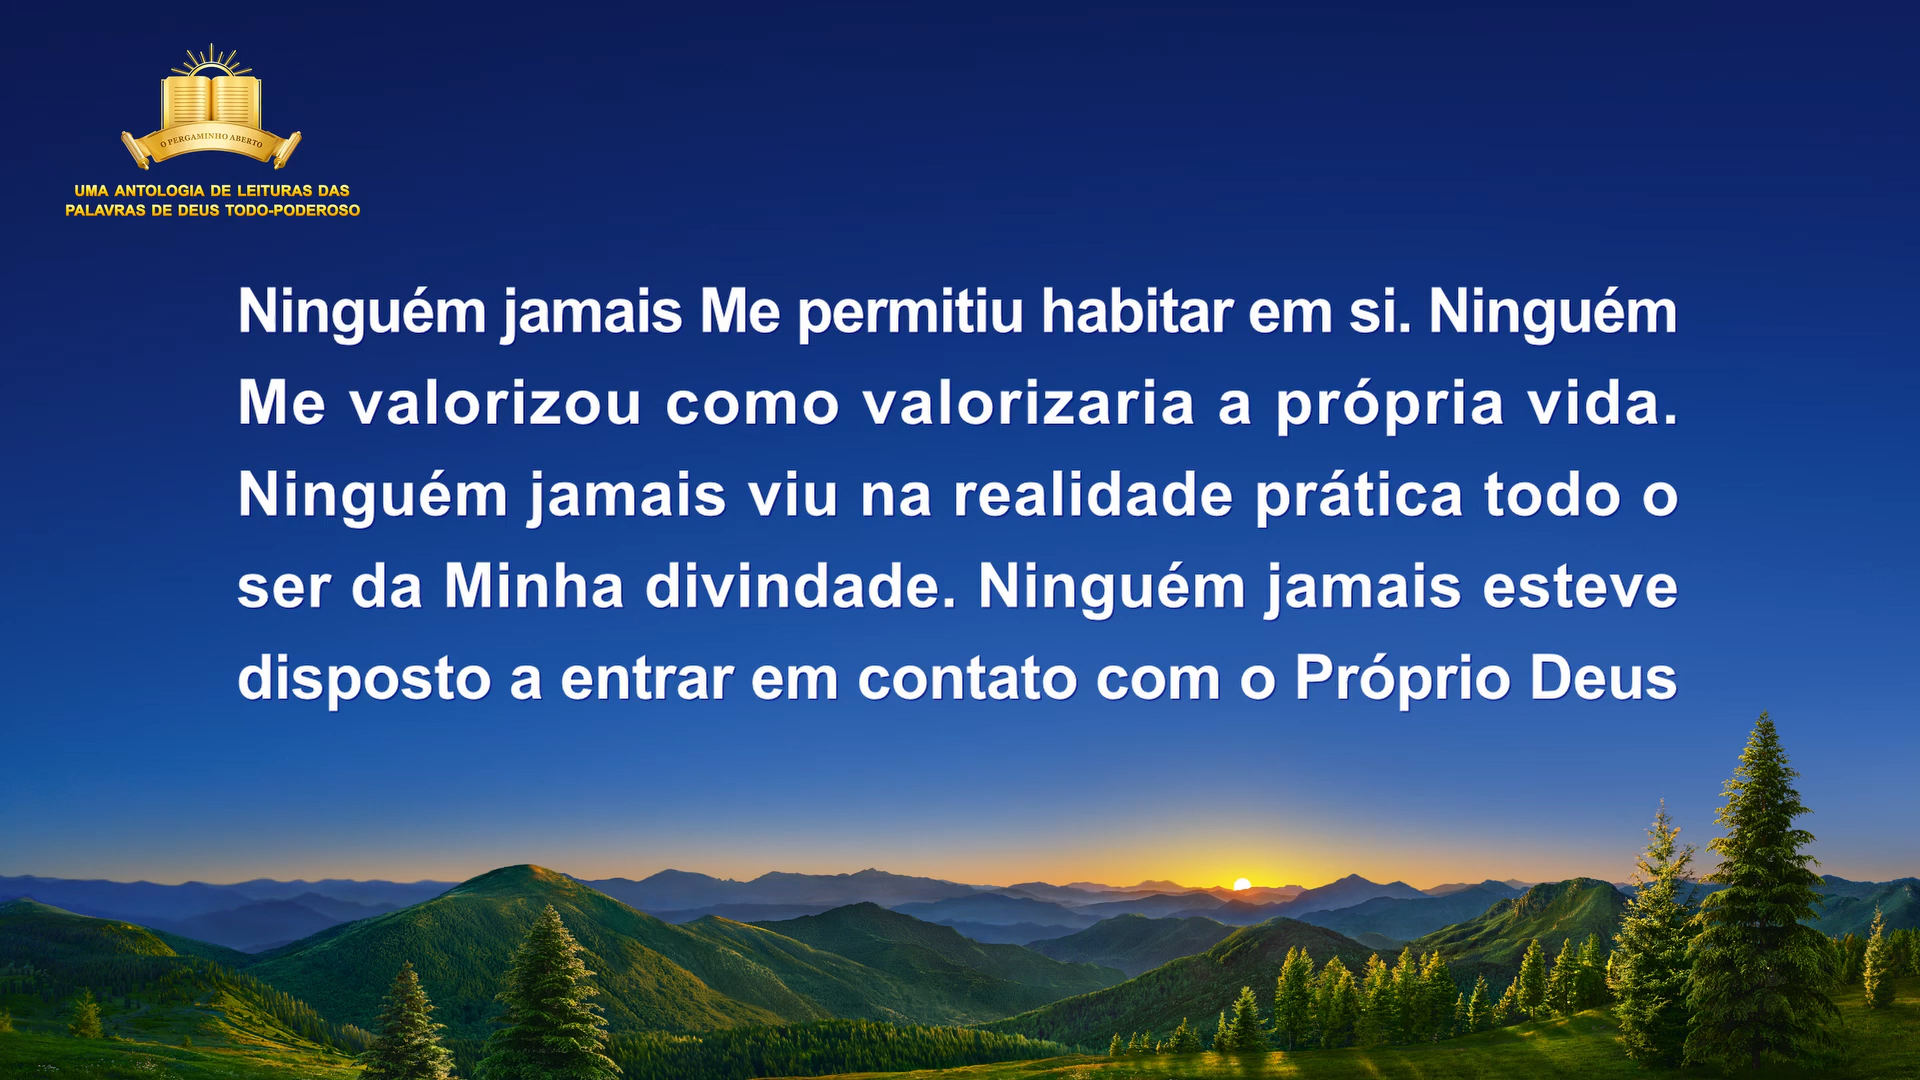 O PERGAMINHO ABERTO
UMA ANTOLOGIA DE LEITURAS DAS
PALAVRAS DE DEUS TODO-PODEROSO
Ninguém jamais Me permitiu habitar em si. Ninguém
Me valorizou como valorizaria a própria vida.
Ninguém jamais viu na realidade prática todo o
ser da Minha divindade. Ninguém jamais esteve
disposto a entrar em contato com o Próprio Deus